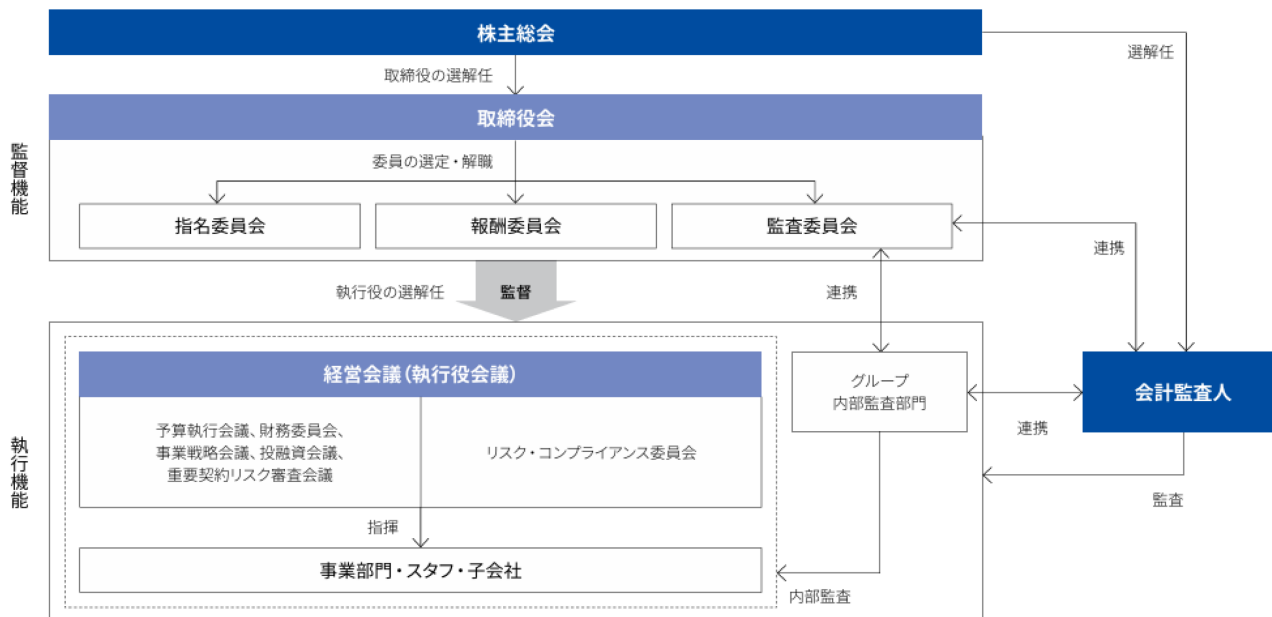 株主総会
選解任
取締役の選解任
取締役会
監督機能
委員の選定・解職
指名委員会
報酬委員会
監査委員会
連携
執行役の選解任
監督
連携
執行機能
経営会議(執行役会議)
予算執行会議、財務委員会、
事業戦略会議、投融資会議、
重要契約リスク審査会議
リスク・コンプライアンス委員会
グループ
内部監査部門
会計監査人
連携
監査
指揮
事業部門・スタッフ・子会社
内部監査